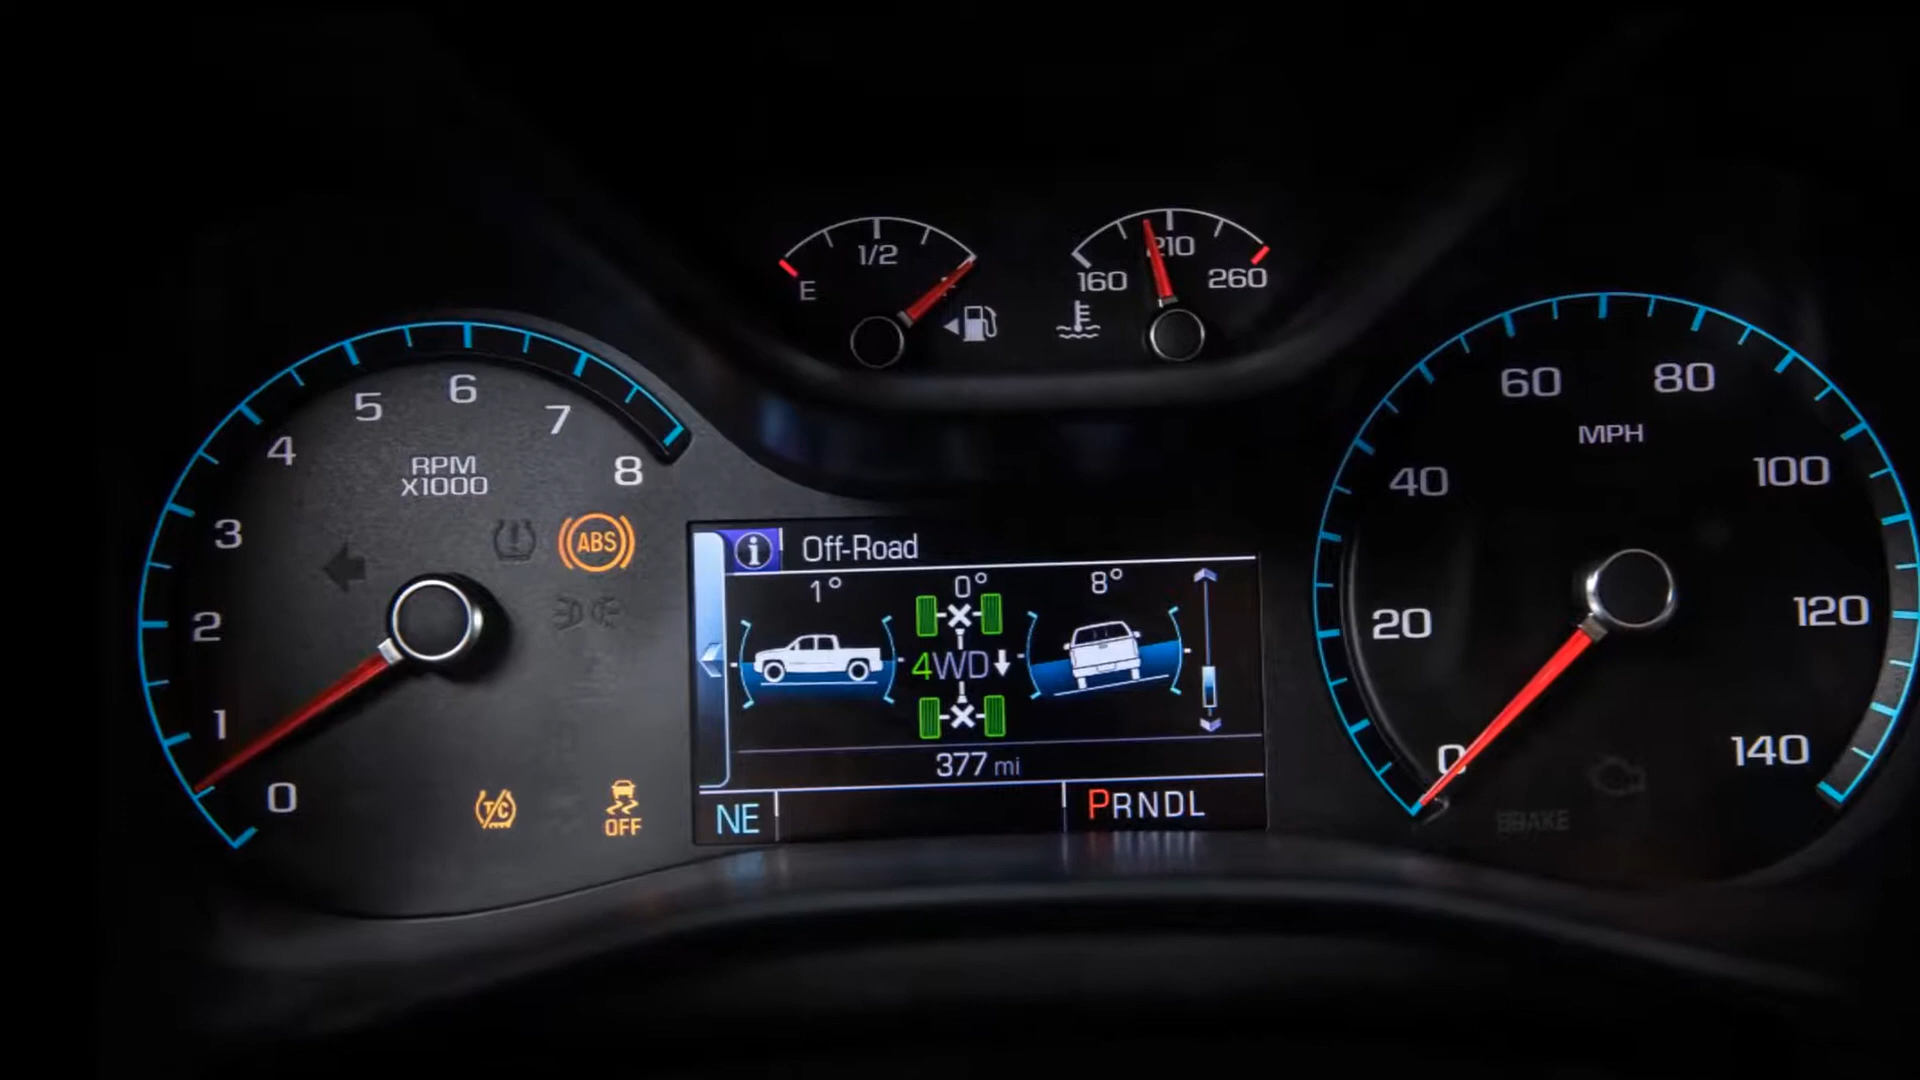 1/2
E
160
210
260
0
1
2
3
4
5
6
7
8
RPM
X1000
ABS
T/C
OFF
i Off-Road
1° 0° 8°
4WD
377 mi
NE
PRNDL
0
20
40
60
80
100
120
140
MPH
BRAKE